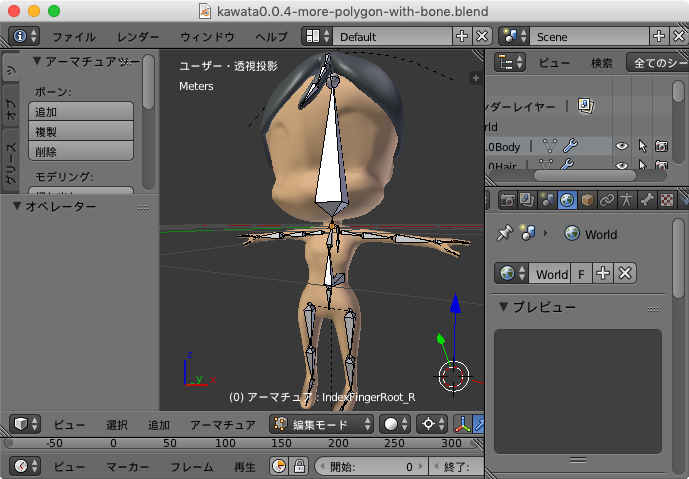 kawata0.0.4-more-polygon-with-bone.blend
ファイル レンダー ウィンドウ ヘルプ Default Scene
ツ
オプ
グリース
▼アーマチュアツー
ボーン:
追加
複製
削除
モデリング:
▼オペレーター
ユーザー・透視投影
Meters
z
y
x
(0) アーマチュア : IndexFingerRoot_R
ビュー 選択 追加 アーマチュア 編集モード
-50 0 50 100 150 200 250 300
ビュー マーカー フレーム 再生 開始: 0 終了:
ビュー 検索 全てのシー
ンダーレイヤー
rld
.0Body
.0Hair
World
World F
▼プレビュー